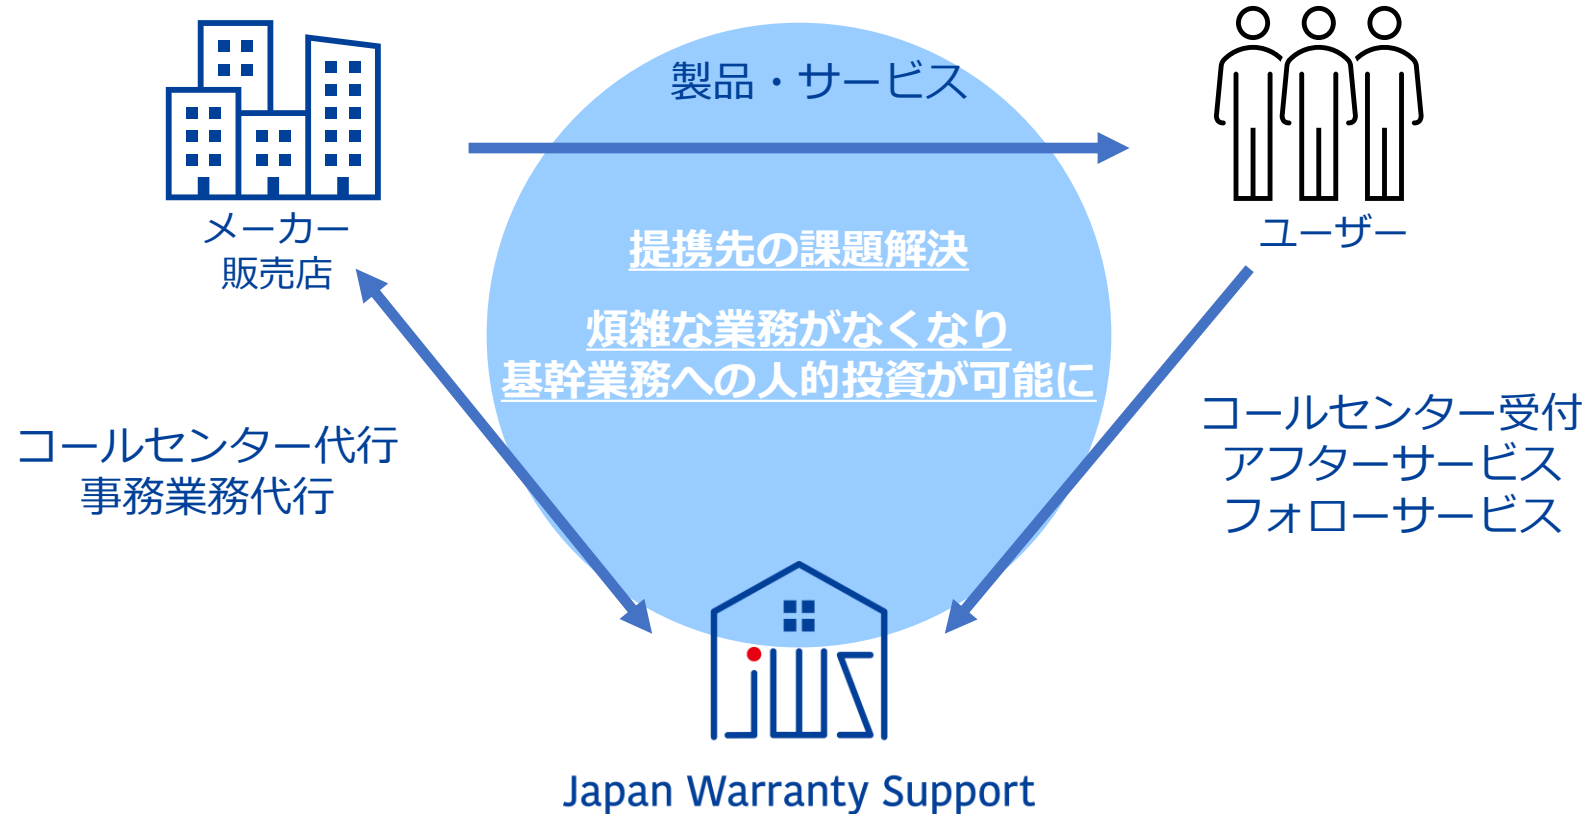 製品・サービス
メーカー
販売店
ユーザー
提携先の課題解決
煩雑な業務がなくなり
基幹業務への人的投資が可能に
コールセンター代行
事務業務代行
コールセンター受付
アフターサービス
フォローサービス
jws
Japan Warranty Support